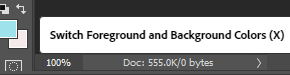 Switch Foreground and Background Colors (X)
100%
Doc: 555.0K/0 bytes